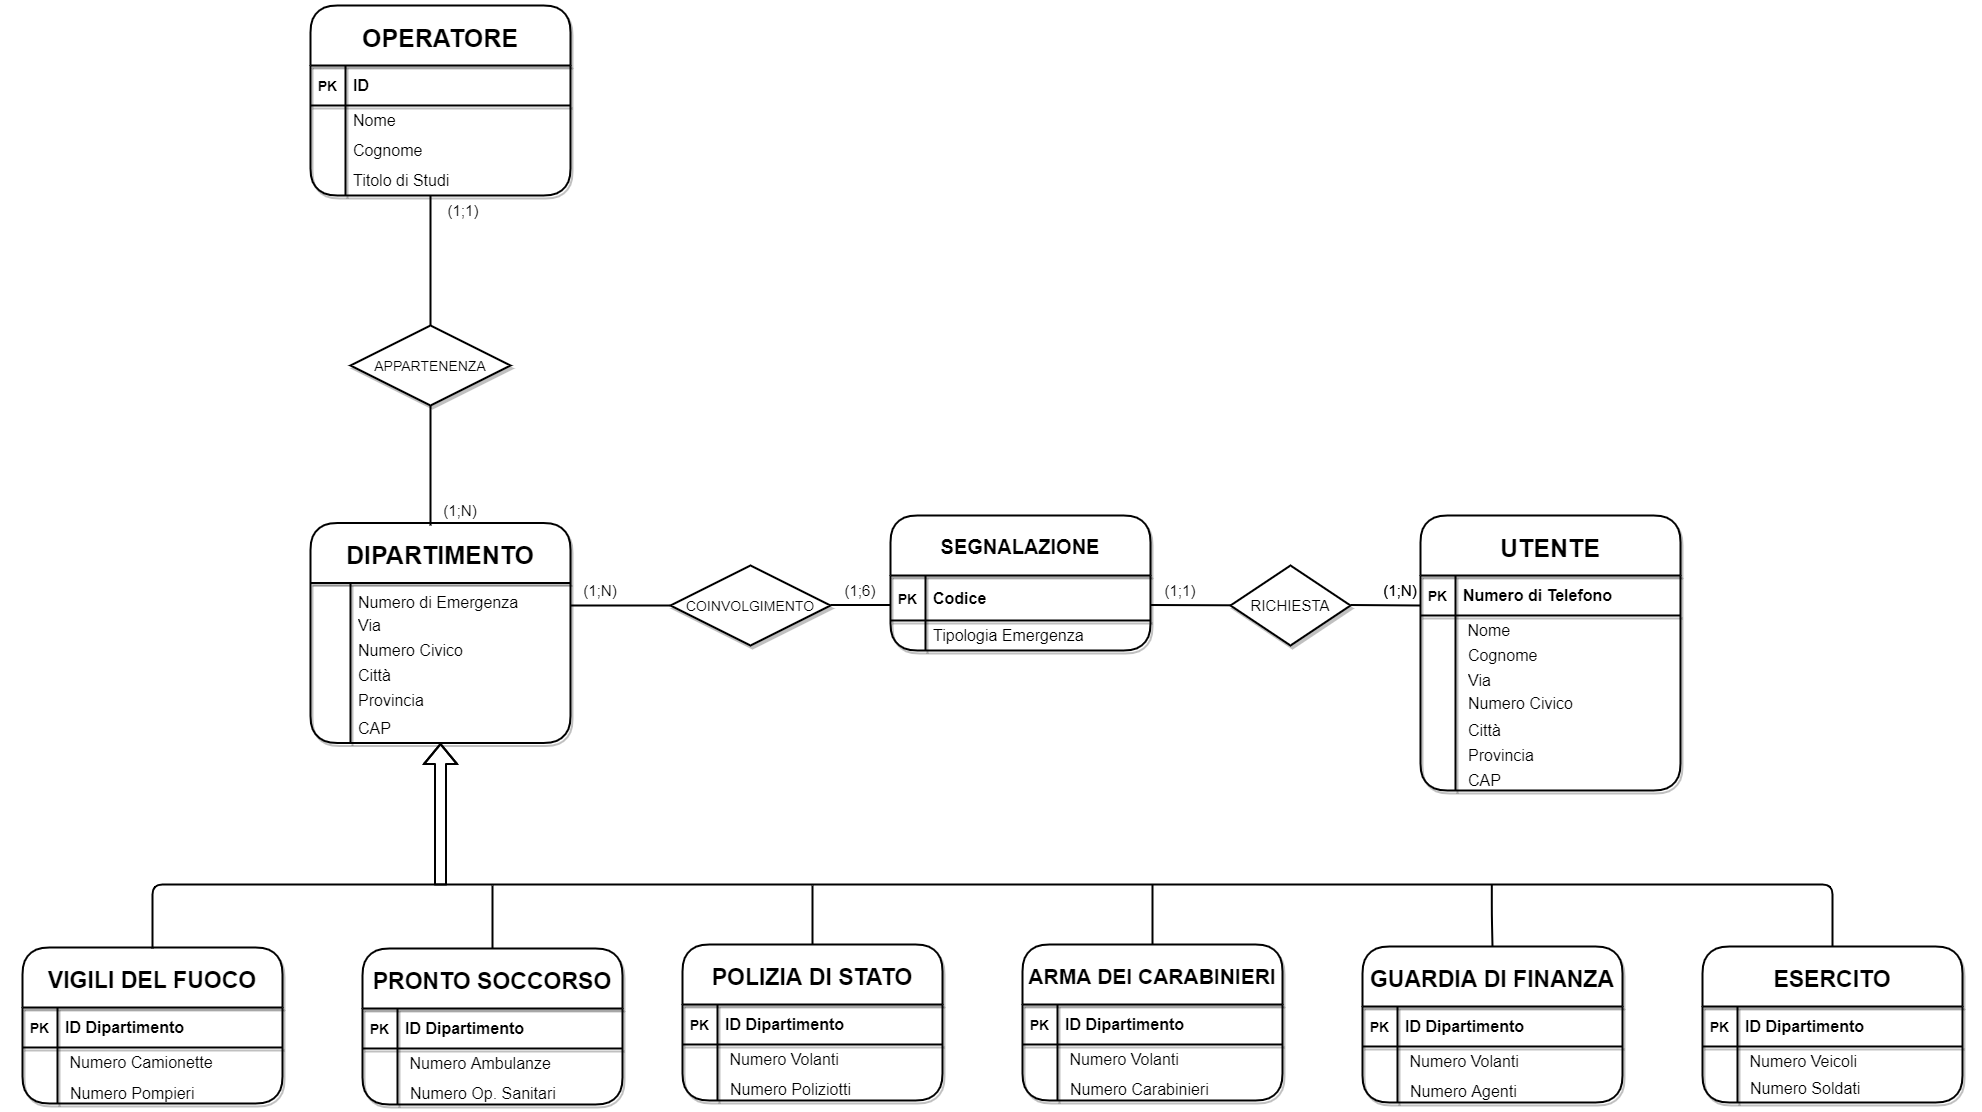 OPERATORE
PK ID
Nome
Cognome
Titolo di Studi
(1;1)
APPARTENENZA
(1;N)
DIPARTIMENTO
Numero di Emergenza
Via
Numero Civico
Città
Provincia
CAP
(1;N)
COINVOLGIMENTO
(1;6)
SEGNALAZIONE
PK Codice
Tipologia Emergenza
(1;1)
RICHIESTA
(1;N)
UTENTE
PK Numero di Telefono
Nome
Cognome
Via
Numero Civico
Città
Provincia
CAP
VIGILI DEL FUOCO
PK ID Dipartimento
Numero Camionette
Numero Pompieri
PRONTO SOCCORSO
PK ID Dipartimento
Numero Ambulanze
Numero Op. Sanitari
POLIZIA DI STATO
PK ID Dipartimento
Numero Volanti
Numero Poliziotti
ARMA DEI CARABINIERI
PK ID Dipartimento
Numero Volanti
Numero Carabinieri
GUARDIA DI FINANZA
PK ID Dipartimento
Numero Volanti
Numero Agenti
ESERCITO
PK ID Dipartimento
Numero Veicoli
Numero Soldati